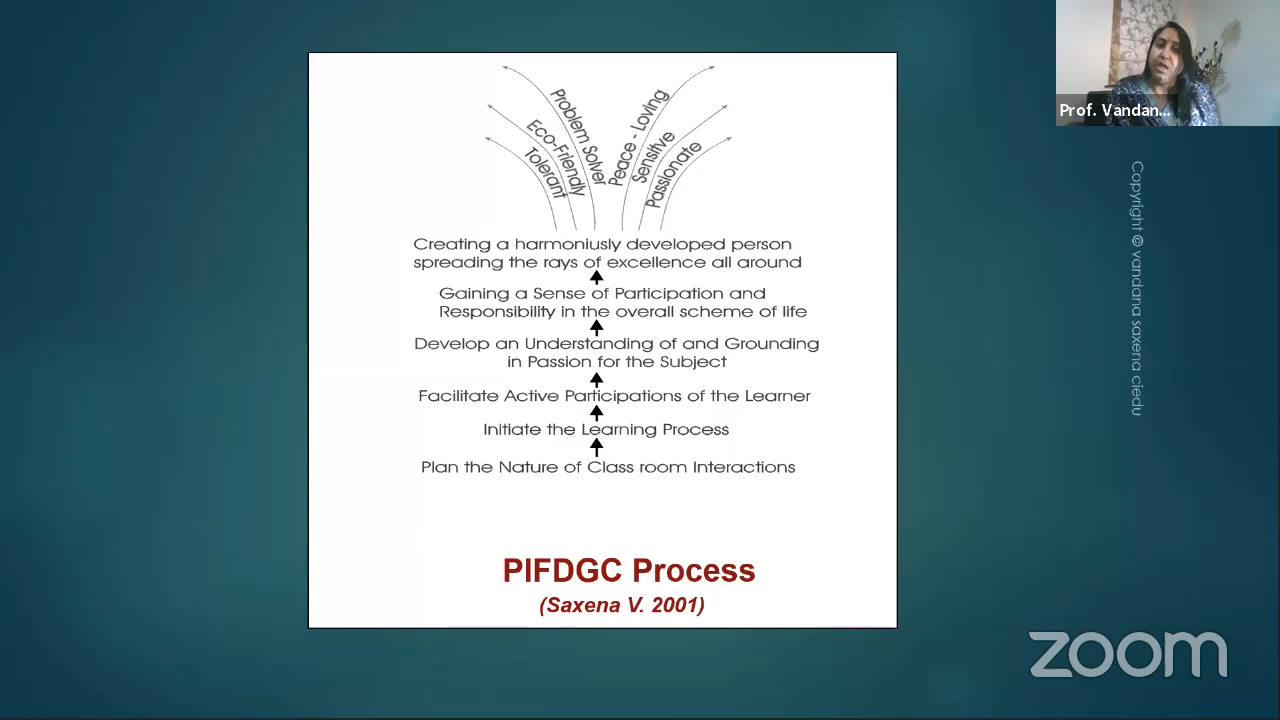 Problem Solver
Eco-Friendly
Tolerant
Peace - Loving
Sensitive
Passionate
Creating a harmoniusly developed person
spreading the rays of excellence all around
Gaining a Sense of Participation and
Responsibility in the overall scheme of life
Develop an Understanding of and Grounding
in Passion for the Subject
Facilitate Active Participations of the Learner
Initiate the Learning Process
Plan the Nature of Class room Interactions
PIFDGC Process
(Saxena V. 2001)
Prof. Vandan...
Copyright © vandana saxena ciedu
zoom